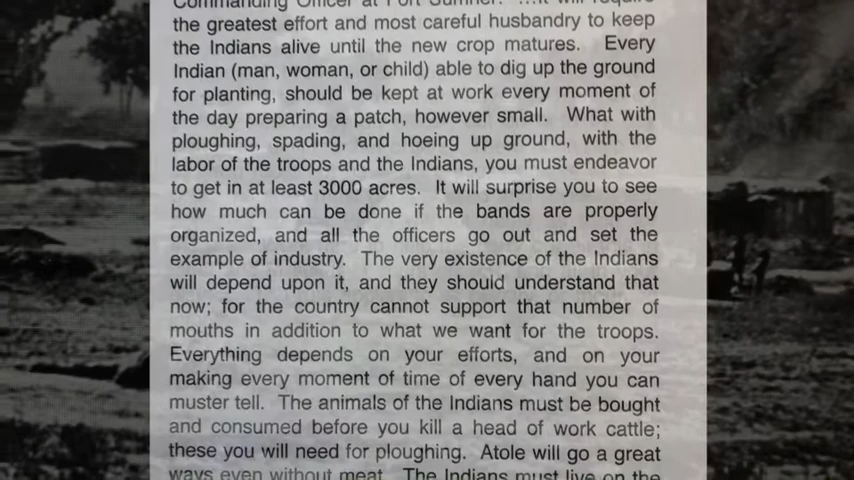 Commanding Officer at Fort Sumner: ...It will require
the greatest effort and most careful husbandry to keep
the Indians alive until the new crop matures. Every
Indian (man, woman, or child) able to dig up the ground
for planting, should be kept at work every moment of
the day preparing a patch, however small. What with
ploughing, spading, and hoeing up ground, with the
labor of the troops and the Indians, you must endeavor
to get in at least 3000 acres. It will surprise you to see
how much can be done if the bands are properly
organized, and all the officers go out and set the
example of industry. The very existence of the Indians
will depend upon it, and they should understand that
now; for the country cannot support that number of
mouths in addition to what we want for the troops.
Everything depends on your efforts, and on your
making every moment of time of every hand you can
muster tell. The animals of the Indians must be bought
and consumed before you kill a head of work cattle;
these you will need for ploughing. Atole will go a great
ways even without meat. The Indians must live on the